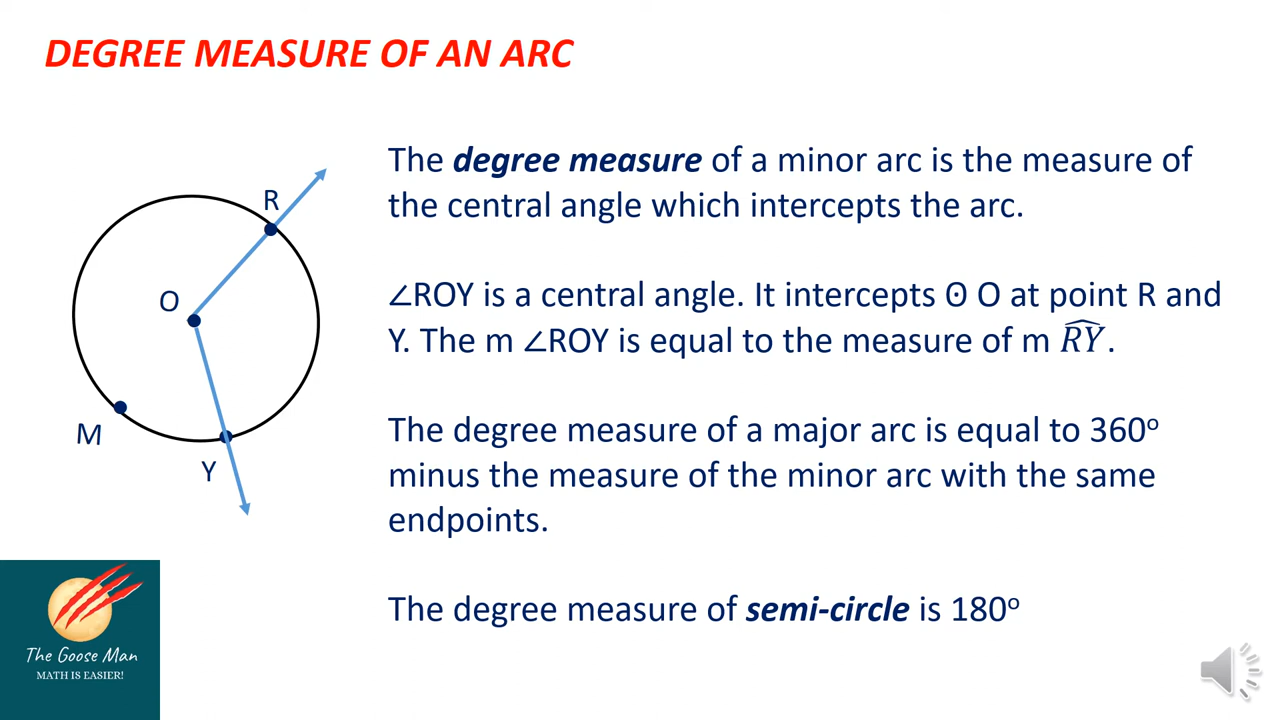 DEGREE MEASURE OF AN ARC
The degree measure of a minor arc is the measure of
the central angle which intercepts the arc.
∠ROY is a central angle. It intercepts ʘ O at point R and
Y. The m ∠ROY is equal to the measure of m R͡Y.
The degree measure of a major arc is equal to 360º
minus the measure of the minor arc with the same
endpoints.
The degree measure of semi-circle is 180º
R
O
M
Y
The Goose Man
MATH IS EASIER!